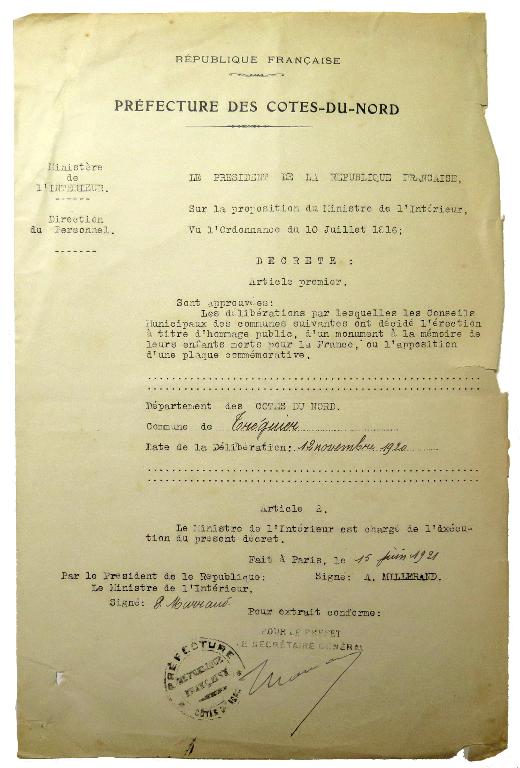 RÉPUBLIQUE FRANÇAISE
PRÉFECTURE DES COTES-DU-NORD
Ministère
de
l'INTERIEUR.
Direction
du Personnel.
LE PRESIDENT DE LA REPUBLIQUE FRANCAISE,
Sur la proposition du Ministre de l'Intérieur,
Vu l'Ordonnance du 10 Juillet 1816;
DECRETE :
Article premier.
Sont approuvées:
Les délibérations par lesquelles les Conseils
Municipaux des communes suivantes ont décidé l'érection
à titre d'hommage public, d'un monument à la mémoire de
leurs enfants morts pour la France, ou l'apposition
d'une plaque commémorative.
Département des COTES DU NORD.
Commune de Tréguier
Date de la Délibération: 12 novembre 1920
Article 2.
Le Ministre de l'Intérieur est chargé de l'éxécu-
tion du présent décret.
Fait à Paris, le 15 juin 1921
Par le Président de la République: Signé: A. MILLERAND.
Le Ministre de l'Intérieur,
Signé: P. Marraud
Pour extrait conforme:
POUR LE PREFET
LE SECRÉTAIRE GÉNÉRAL
PRÉFECTURE
RÉPUBLIQUE
FRANÇAISE